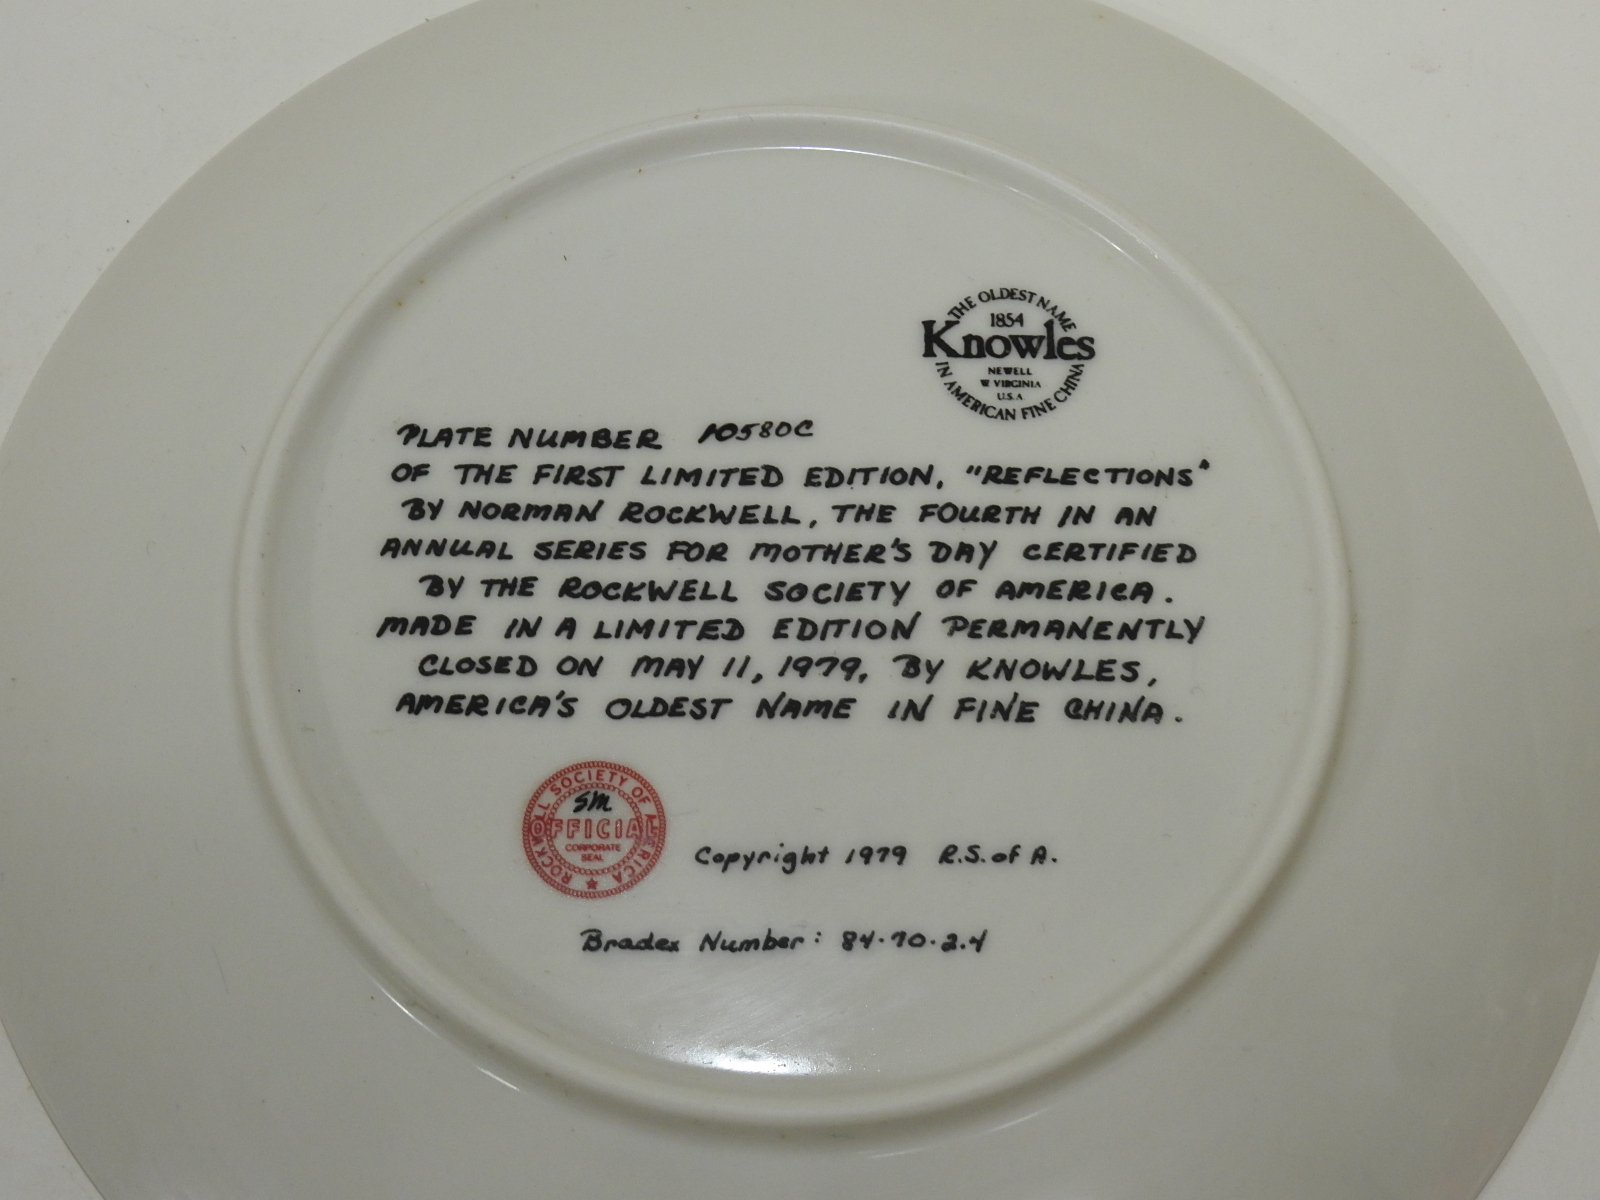 THE OLDEST NAME
1854
Knowles
NEWELL
W VIRGINIA
U.S.A
IN AMERICAN FINE CHINA
PLATE NUMBER 10580C
OF THE FIRST LIMITED EDITION, "REFLECTIONS"
BY NORMAN ROCKWELL, THE FOURTH IN AN
ANNUAL SERIES FOR MOTHER'S DAY CERTIFIED
BY THE ROCKWELL SOCIETY OF AMERICA.
MADE IN A LIMITED EDITION PERMANENTLY
CLOSED ON MAY 11, 1979, BY KNOWLES,
AMERICA'S OLDEST NAME IN FINE CHINA.
ROCKWELL SOCIETY OF AMERICA
SM
OFFICIAL
CORPORATE
SEAL
Copyright 1979 R.S. of A.
Bradex Number: 84-70-2.4